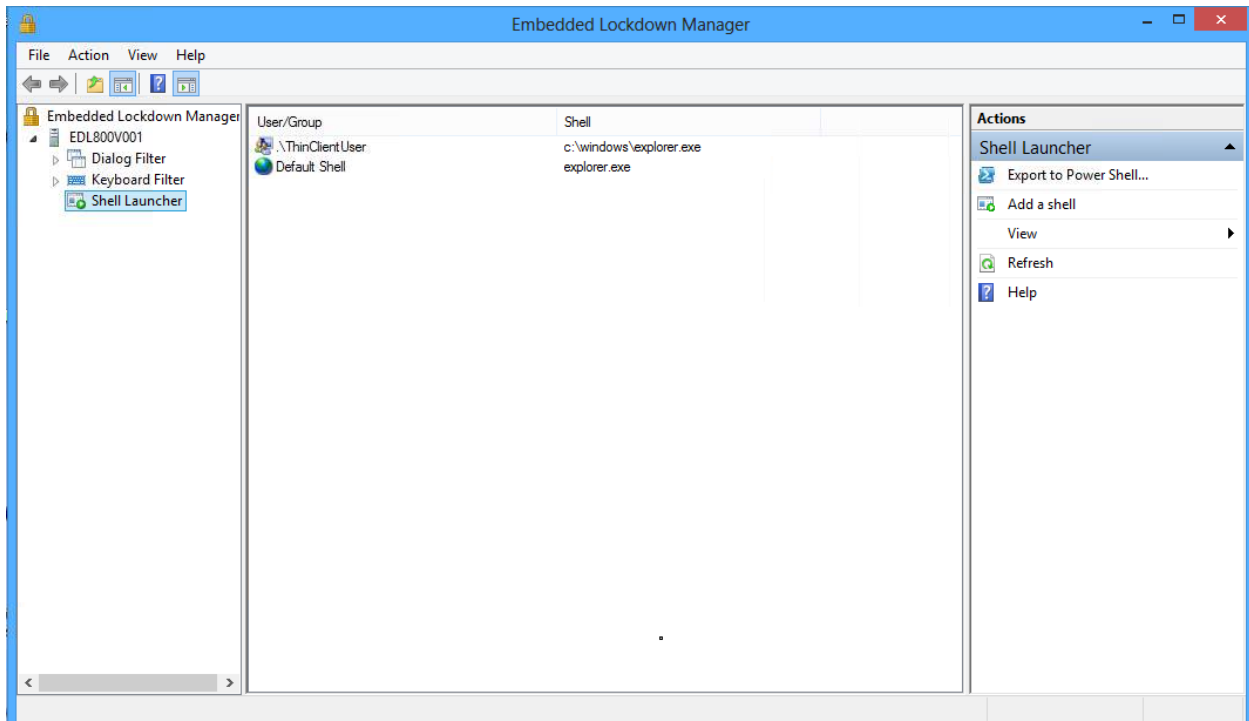 Embedded Lockdown Manager
File Action View Help
Embedded Lockdown Manager
EDL800V001
Dialog Filter
Keyboard Filter
Shell Launcher
User/Group Shell
.\ThinClientUser c:\windows\explorer.exe
Default Shell explorer.exe
Actions
Shell Launcher
Export to Power Shell...
Add a shell
View
Refresh
Help